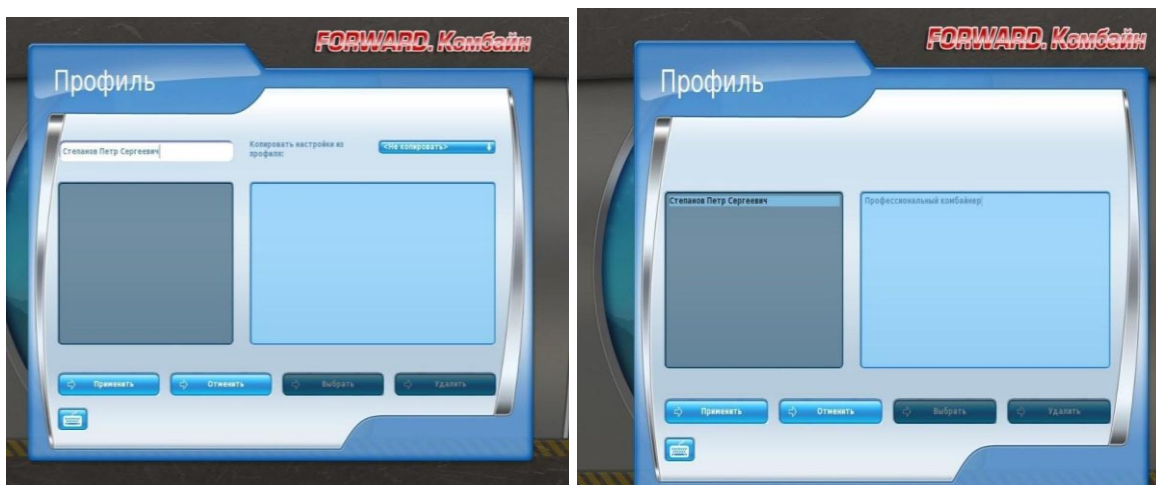 FORWARD. Комбайн
Профиль
Степанов Петр Сергеевич
Копировать настройки из
профиля:
<Не копировать>
Применить
Отменить
Выбрать
Удалить
FORWARD. Комбайн
Профиль
Степанов Петр Сергеевич
Профессиональный комбайнер
Применить
Отменить
Выбрать
Удалить